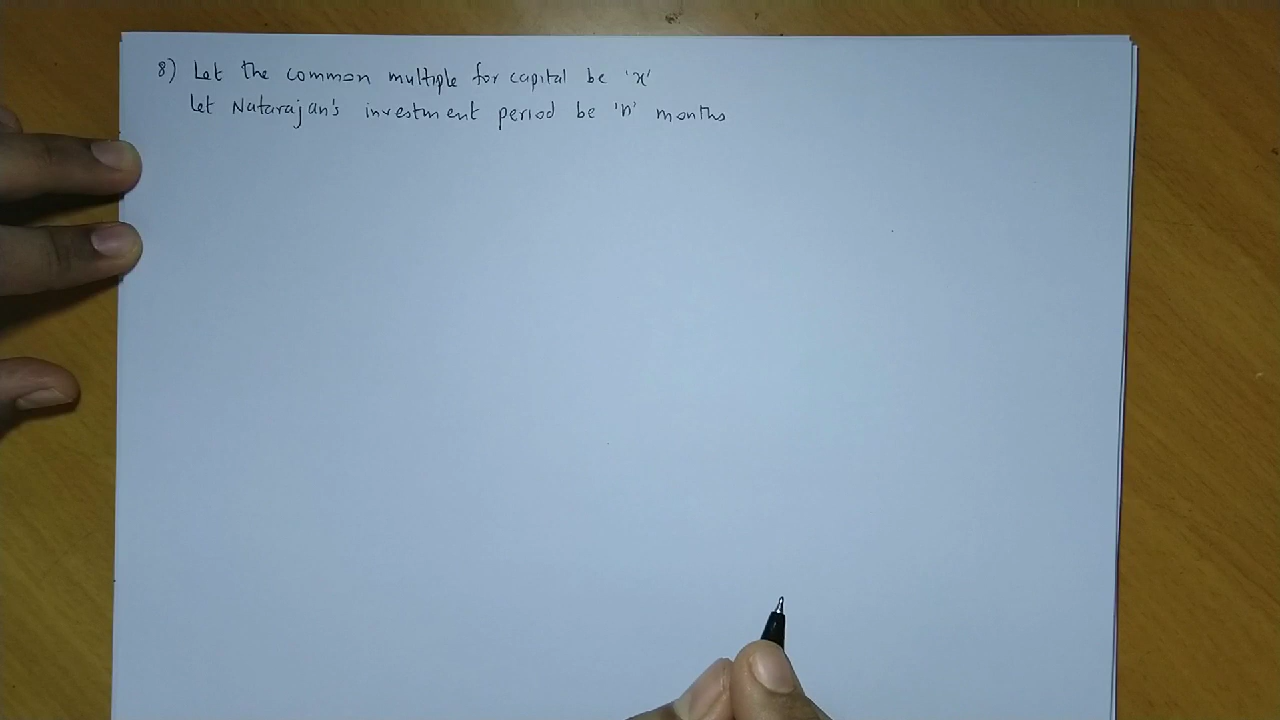 8) Let the common multiple for capital be 'x'
let Natarajan's investment period be 'n' months